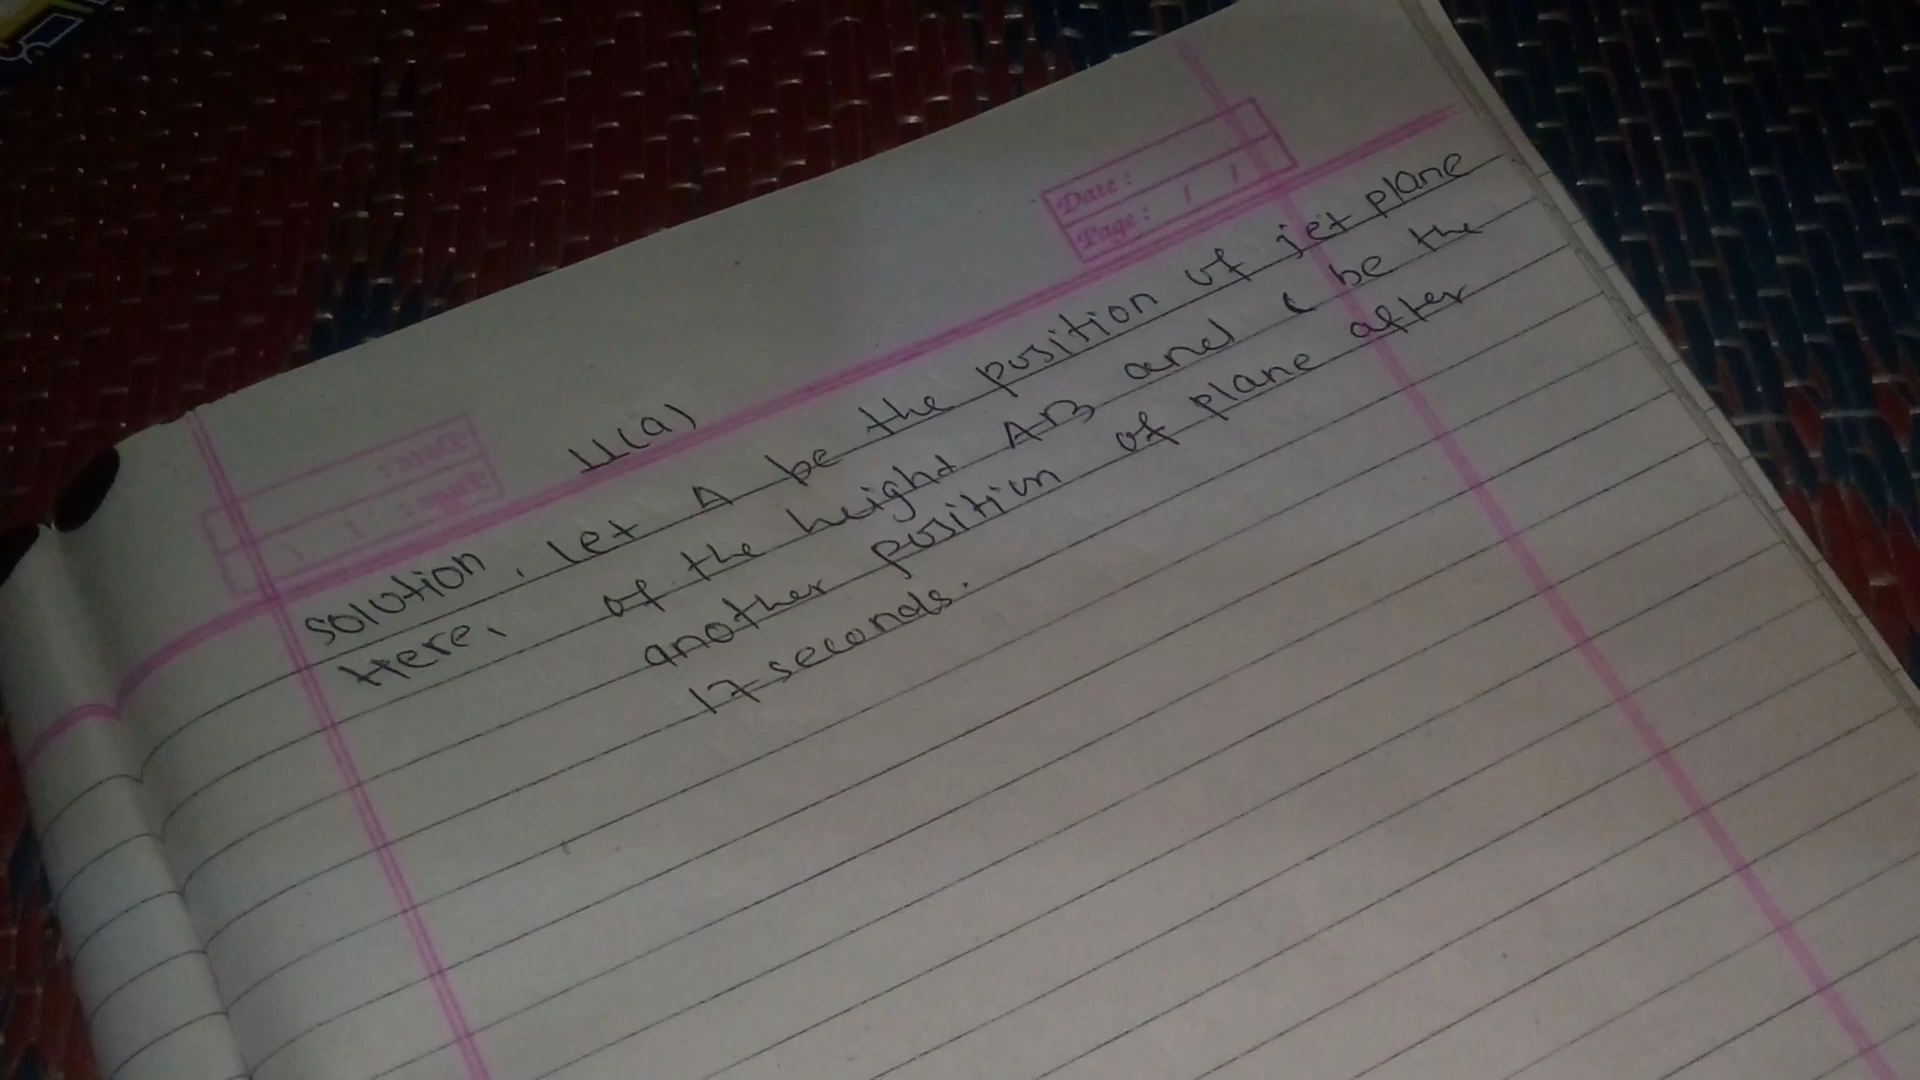 Date:
Page: / /
11(a)
solution,
Here, let A be the position of jet plane
of the height AB and C be the
another position of plane after
17 seconds.